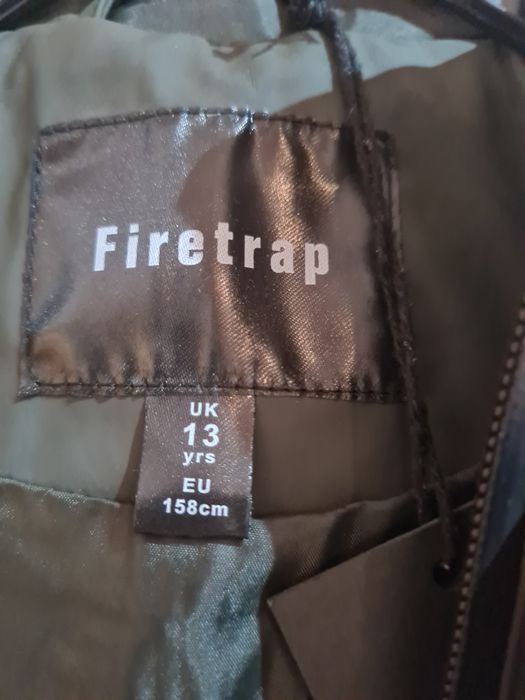 Firetrap
UK
13
yrs
EU
158cm